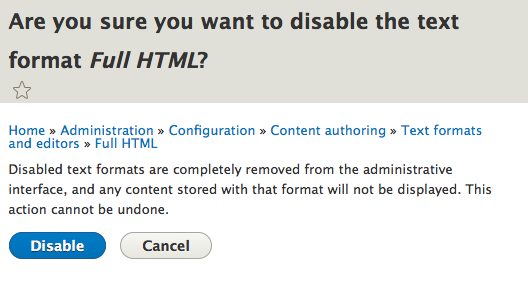 Are you sure you want to disable the text
format Full HTML?
Home » Administration » Configuration » Content authoring » Text formats
and editors » Full HTML
Disabled text formats are completely removed from the administrative
interface, and any content stored with that format will not be displayed. This
action cannot be undone.
Disable Cancel